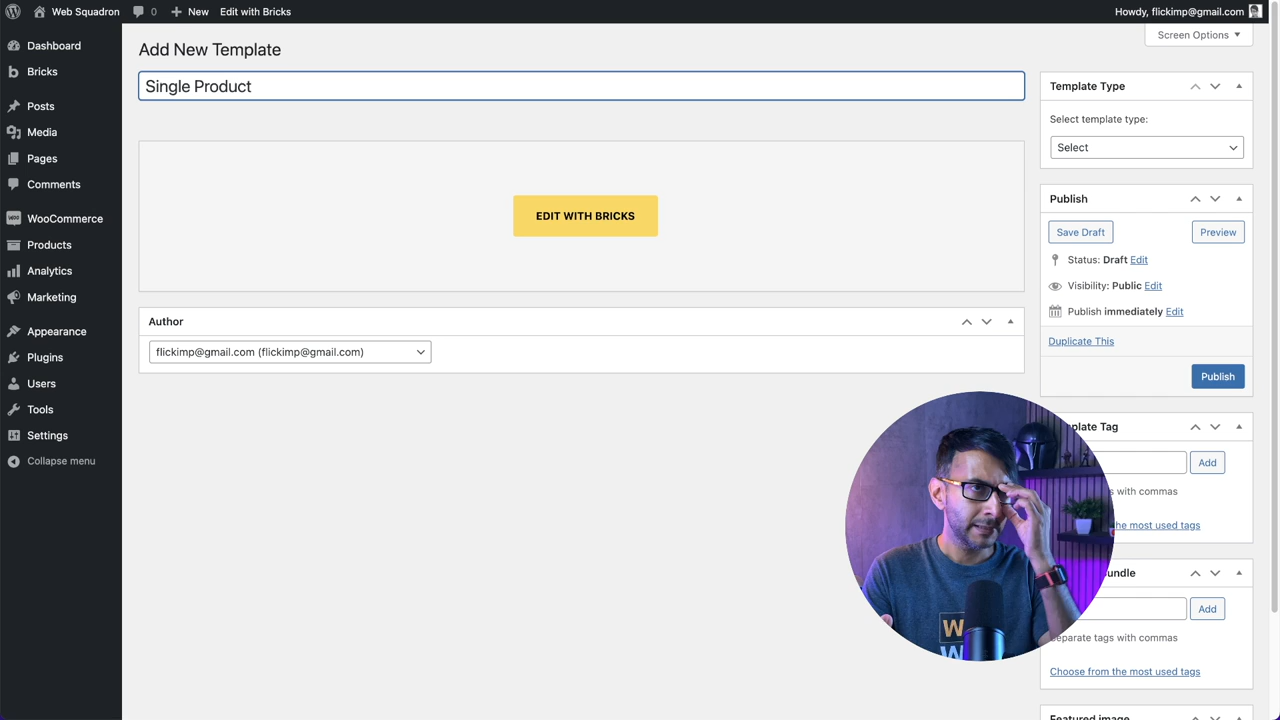 Web Squadron
0
New
Edit with Bricks
Howdy, flickimp@gmail.com
Screen Options
Dashboard
Bricks
Posts
Media
Pages
Comments
WooCommerce
Products
Analytics
Marketing
Appearance
Plugins
Users
Tools
Settings
Collapse menu
Add New Template
Single Product
EDIT WITH BRICKS
Author
flickimp@gmail.com (flickimp@gmail.com)
Template Type
Select template type:
Select
Publish
Save Draft
Preview
Status: Draft Edit
Visibility: Public Edit
Publish immediately Edit
Duplicate This
Publish
Tag
Add
with commas
the most used tags
Add
Separate tags with commas
Choose from the most used tags
Featured image